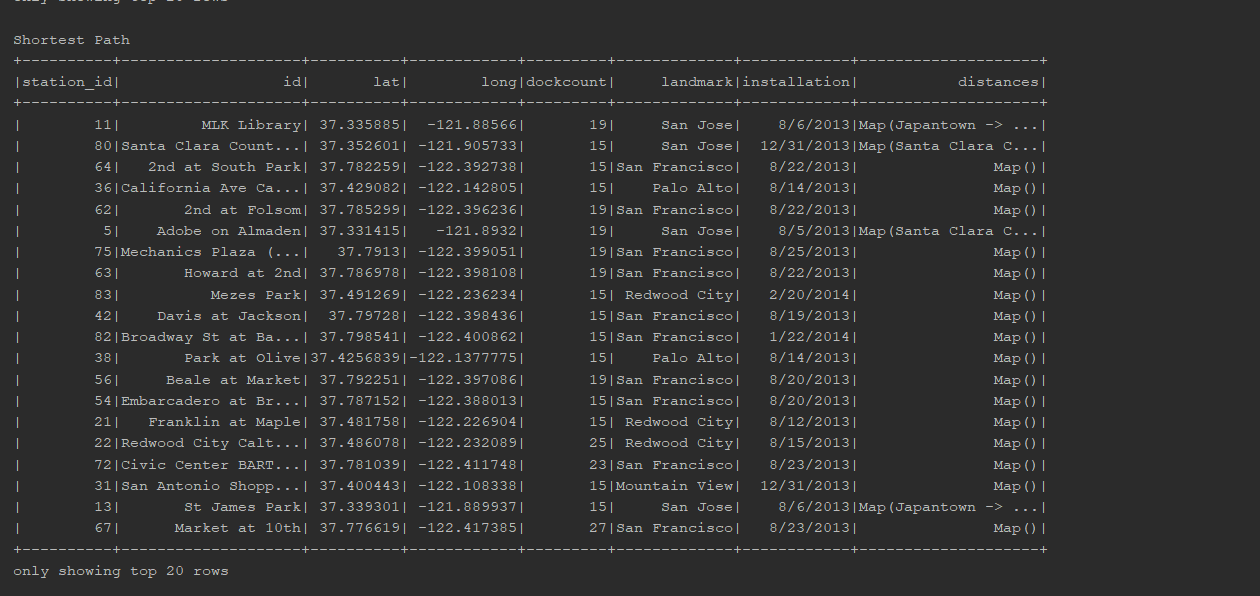 only showing top 20 rows
Shortest Path
+----------+--------------------+----------+------------+---------+-------------+------------+--------------------+
|station_id|                  id|       lat|        long|dockcount|     landmark|installation|           distances|
+----------+--------------------+----------+------------+---------+-------------+------------+--------------------+
|        11|         MLK Library| 37.335885|  -121.88566|       19|     San Jose|    8/6/2013|Map(Japantown -> ...|
|        80|Santa Clara Count...| 37.352601| -121.905733|       15|     San Jose|  12/31/2013|Map(Santa Clara C...|
|        64|   2nd at South Park| 37.782259| -122.392738|       15|San Francisco|   8/22/2013|               Map()|
|        36|California Ave Ca...| 37.429082| -122.142805|       15|    Palo Alto|   8/14/2013|               Map()|
|        62|       2nd at Folsom| 37.785299| -122.396236|       19|San Francisco|   8/22/2013|               Map()|
|         5|    Adobe on Almaden| 37.331415|   -121.8932|       19|     San Jose|    8/5/2013|Map(Santa Clara C...|
|        75|Mechanics Plaza (...|   37.7913| -122.399051|       19|San Francisco|   8/25/2013|               Map()|
|        63|       Howard at 2nd| 37.786978| -122.398108|       19|San Francisco|   8/22/2013|               Map()|
|        83|          Mezes Park| 37.491269| -122.236234|       15| Redwood City|   2/20/2014|               Map()|
|        42|    Davis at Jackson|  37.79728| -122.398436|       15|San Francisco|   8/19/2013|               Map()|
|        82|Broadway St at Ba...| 37.798541| -122.400862|       15|San Francisco|   1/22/2014|               Map()|
|        38|       Park at Olive|37.4256839|-122.1377775|       15|    Palo Alto|   8/14/2013|               Map()|
|        56|     Beale at Market| 37.792251| -122.397086|       19|San Francisco|   8/20/2013|               Map()|
|        54|Embarcadero at Br...| 37.787152| -122.388013|       15|San Francisco|   8/20/2013|               Map()|
|        21|   Franklin at Maple| 37.481758| -122.226904|       15| Redwood City|   8/12/2013|               Map()|
|        22|Redwood City Calt...| 37.486078| -122.232089|       25| Redwood City|   8/15/2013|               Map()|
|        72|Civic Center BART...| 37.781039| -122.411748|       23|San Francisco|   8/23/2013|               Map()|
|        31|San Antonio Shopp...| 37.400443| -122.108338|       15|Mountain View|  12/31/2013|               Map()|
|        13|       St James Park| 37.339301| -121.889937|       15|     San Jose|    8/6/2013|Map(Japantown -> ...|
|        67|      Market at 10th| 37.776619| -122.417385|       27|San Francisco|   8/23/2013|               Map()|
+----------+--------------------+----------+------------+---------+-------------+------------+--------------------+
only showing top 20 rows